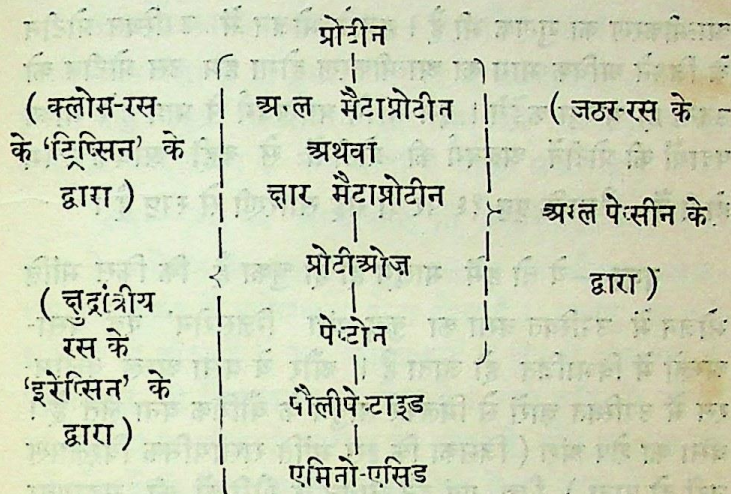 प्रोटीन
( क्लोम-रस
के 'ट्रिप्सिन' के
द्वारा )
अम्ल मैटाप्रोटीन
अथवा
क्षार मैटाप्रोटीन
( जठर-रस के
अम्ल पेप्सीन के
द्वारा )
प्रोटीओज़
( क्षुद्रांत्रीय
रस के
'इरेप्सिन' के
द्वारा )
पेप्टोन
पौलीपेप्टाइड
एमिनो-एसिड